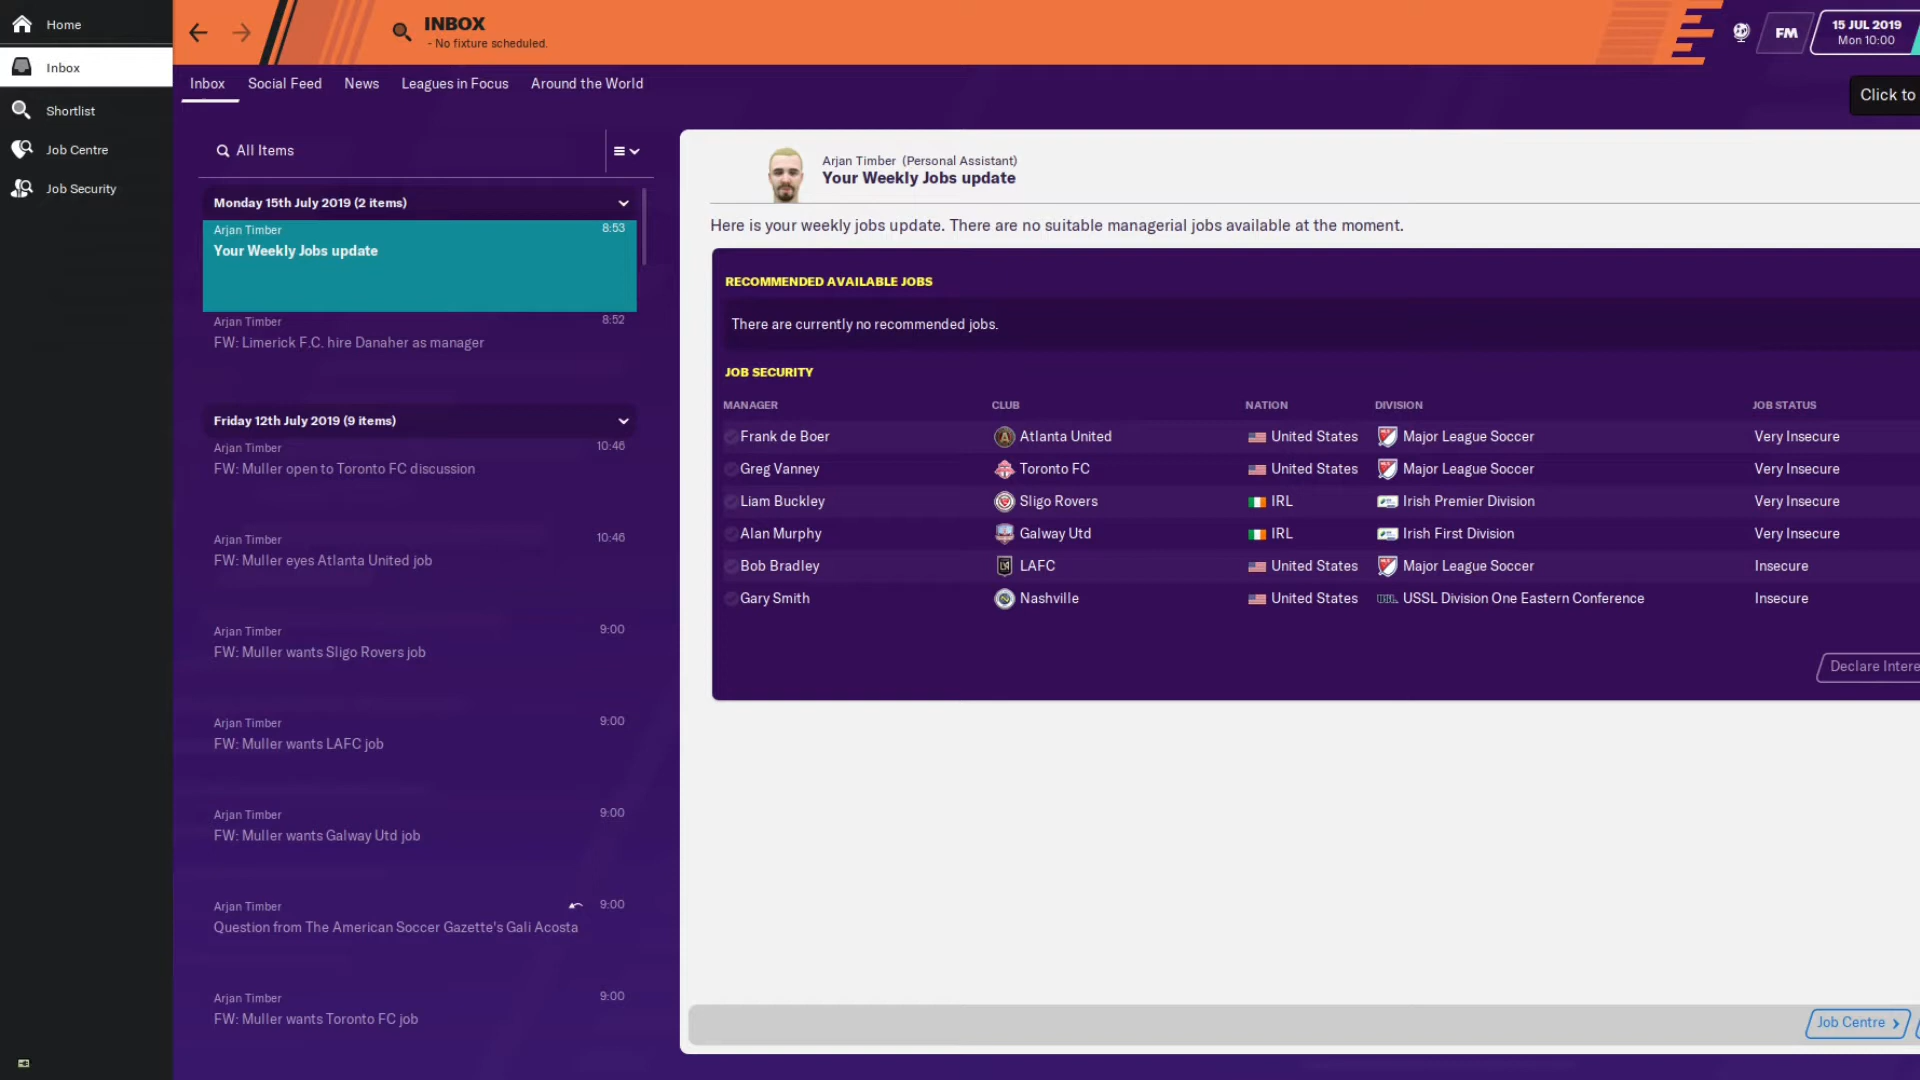 Home
Inbox
Shortlist
Job Centre
Job Security
INBOX
- No fixture scheduled.
FM
15 JUL 2019
Mon 10:00
Click to
Inbox Social Feed News Leagues in Focus Around the World
All Items
Monday 15th July 2019 (2 items)
Arjan Timber 8:53
Your Weekly Jobs update
Arjan Timber 8:52
FW: Limerick F.C. hire Danaher as manager
Friday 12th July 2019 (9 items)
Arjan Timber 10:46
FW: Muller open to Toronto FC discussion
Arjan Timber 10:46
FW: Muller eyes Atlanta United job
Arjan Timber 9:00
FW: Muller wants Sligo Rovers job
Arjan Timber 9:00
FW: Muller wants LAFC job
Arjan Timber 9:00
FW: Muller wants Galway Utd job
Arjan Timber 9:00
Question from The American Soccer Gazette's Gali Acosta
Arjan Timber 9:00
FW: Muller wants Toronto FC job
Arjan Timber (Personal Assistant)
Your Weekly Jobs update
Here is your weekly jobs update. There are no suitable managerial jobs available at the moment.
RECOMMENDED AVAILABLE JOBS
There are currently no recommended jobs.
JOB SECURITY
MANAGER CLUB NATION DIVISION JOB STATUS
Frank de Boer Atlanta United United States Major League Soccer Very Insecure
Greg Vanney Toronto FC United States Major League Soccer Very Insecure
Liam Buckley Sligo Rovers IRL Irish Premier Division Very Insecure
Alan Murphy Galway Utd IRL Irish First Division Very Insecure
Bob Bradley LAFC United States Major League Soccer Insecure
Gary Smith Nashville United States USSL Division One Eastern Conference Insecure
Declare Intere
Job Centre